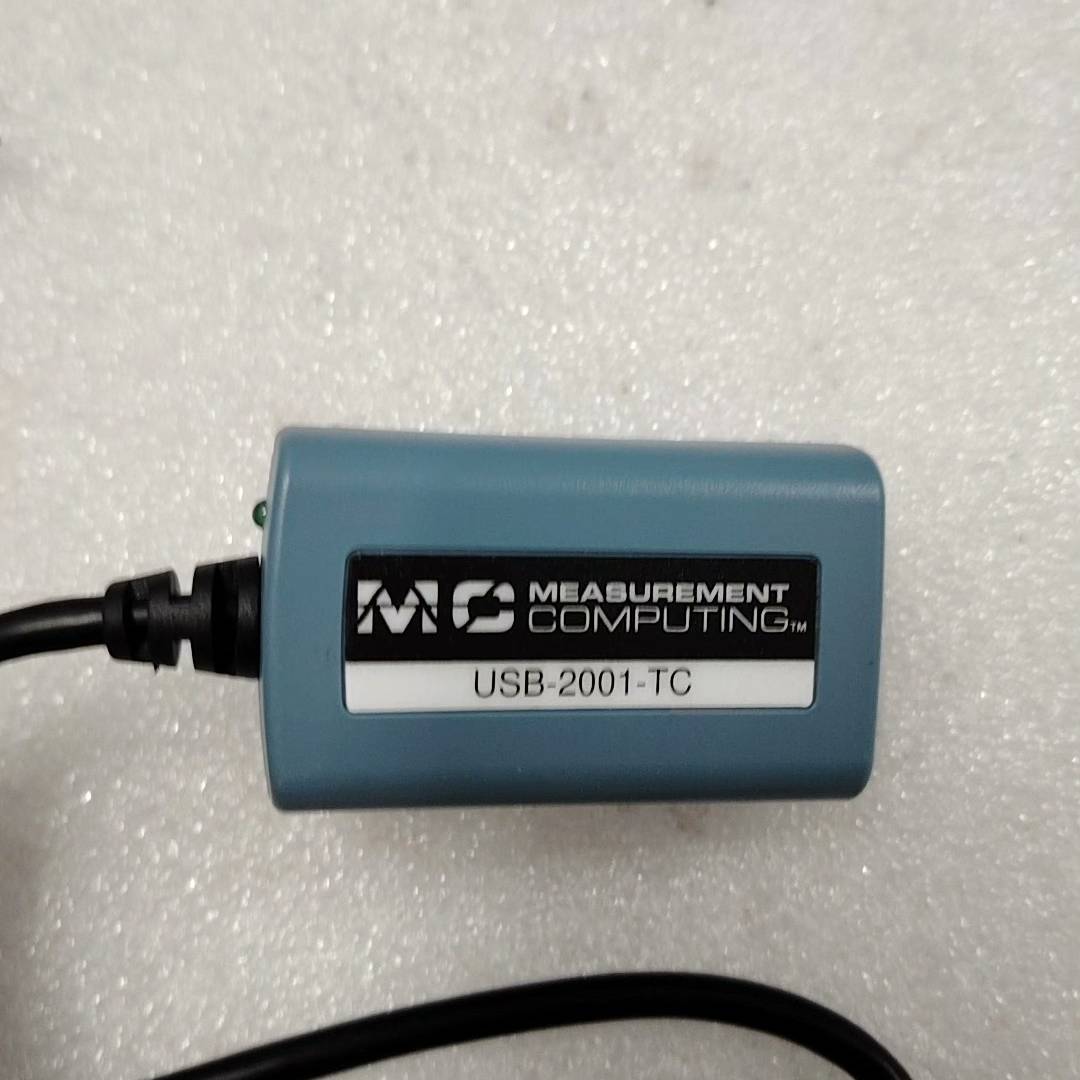 MC MEASUREMENT
COMPUTING™
USB-2001-TC